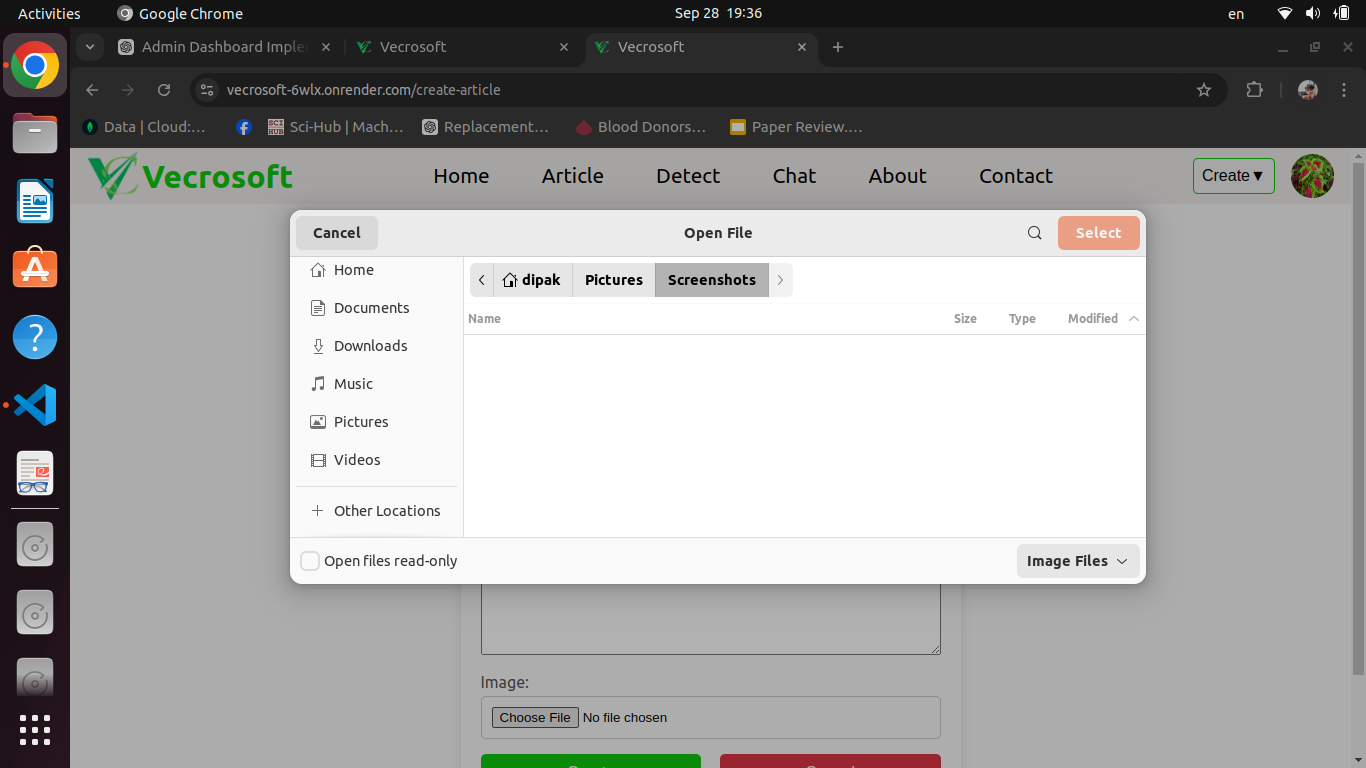 Activities
Google Chrome
Sep 28 19:36
en
Admin Dashboard Imple
Vecrosoft
Vecrosoft
vecrosoft-6wlx.onrender.com/create-article
Data | Cloud:...
SCI HUB
Sci-Hub | Mach...
Replacement...
Blood Donors...
Paper Review....
Vecrosoft
Home
Article
Detect
Chat
About
Contact
Create▼
Cancel
Open File
Select
Home
Documents
Downloads
Music
Pictures
Videos
Other Locations
dipak
Pictures
Screenshots
Name
Size
Type
Modified
Open files read-only
Image Files
Image:
Choose File No file chosen